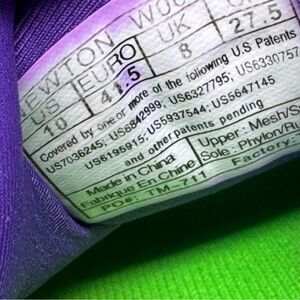 NEWTON
US EURO UK
10 41.5 8 27.5
Covered by one or more of the following U.S Patents
US7036245; US6842999; US6327795; US6330757
US6195915; US5937544; US5647145
and other patents pending
Made in China
Fabrique En Chine
PO#: TM-711
Upper: Mesh/S
Sole: Phylon/Ru
Factory: